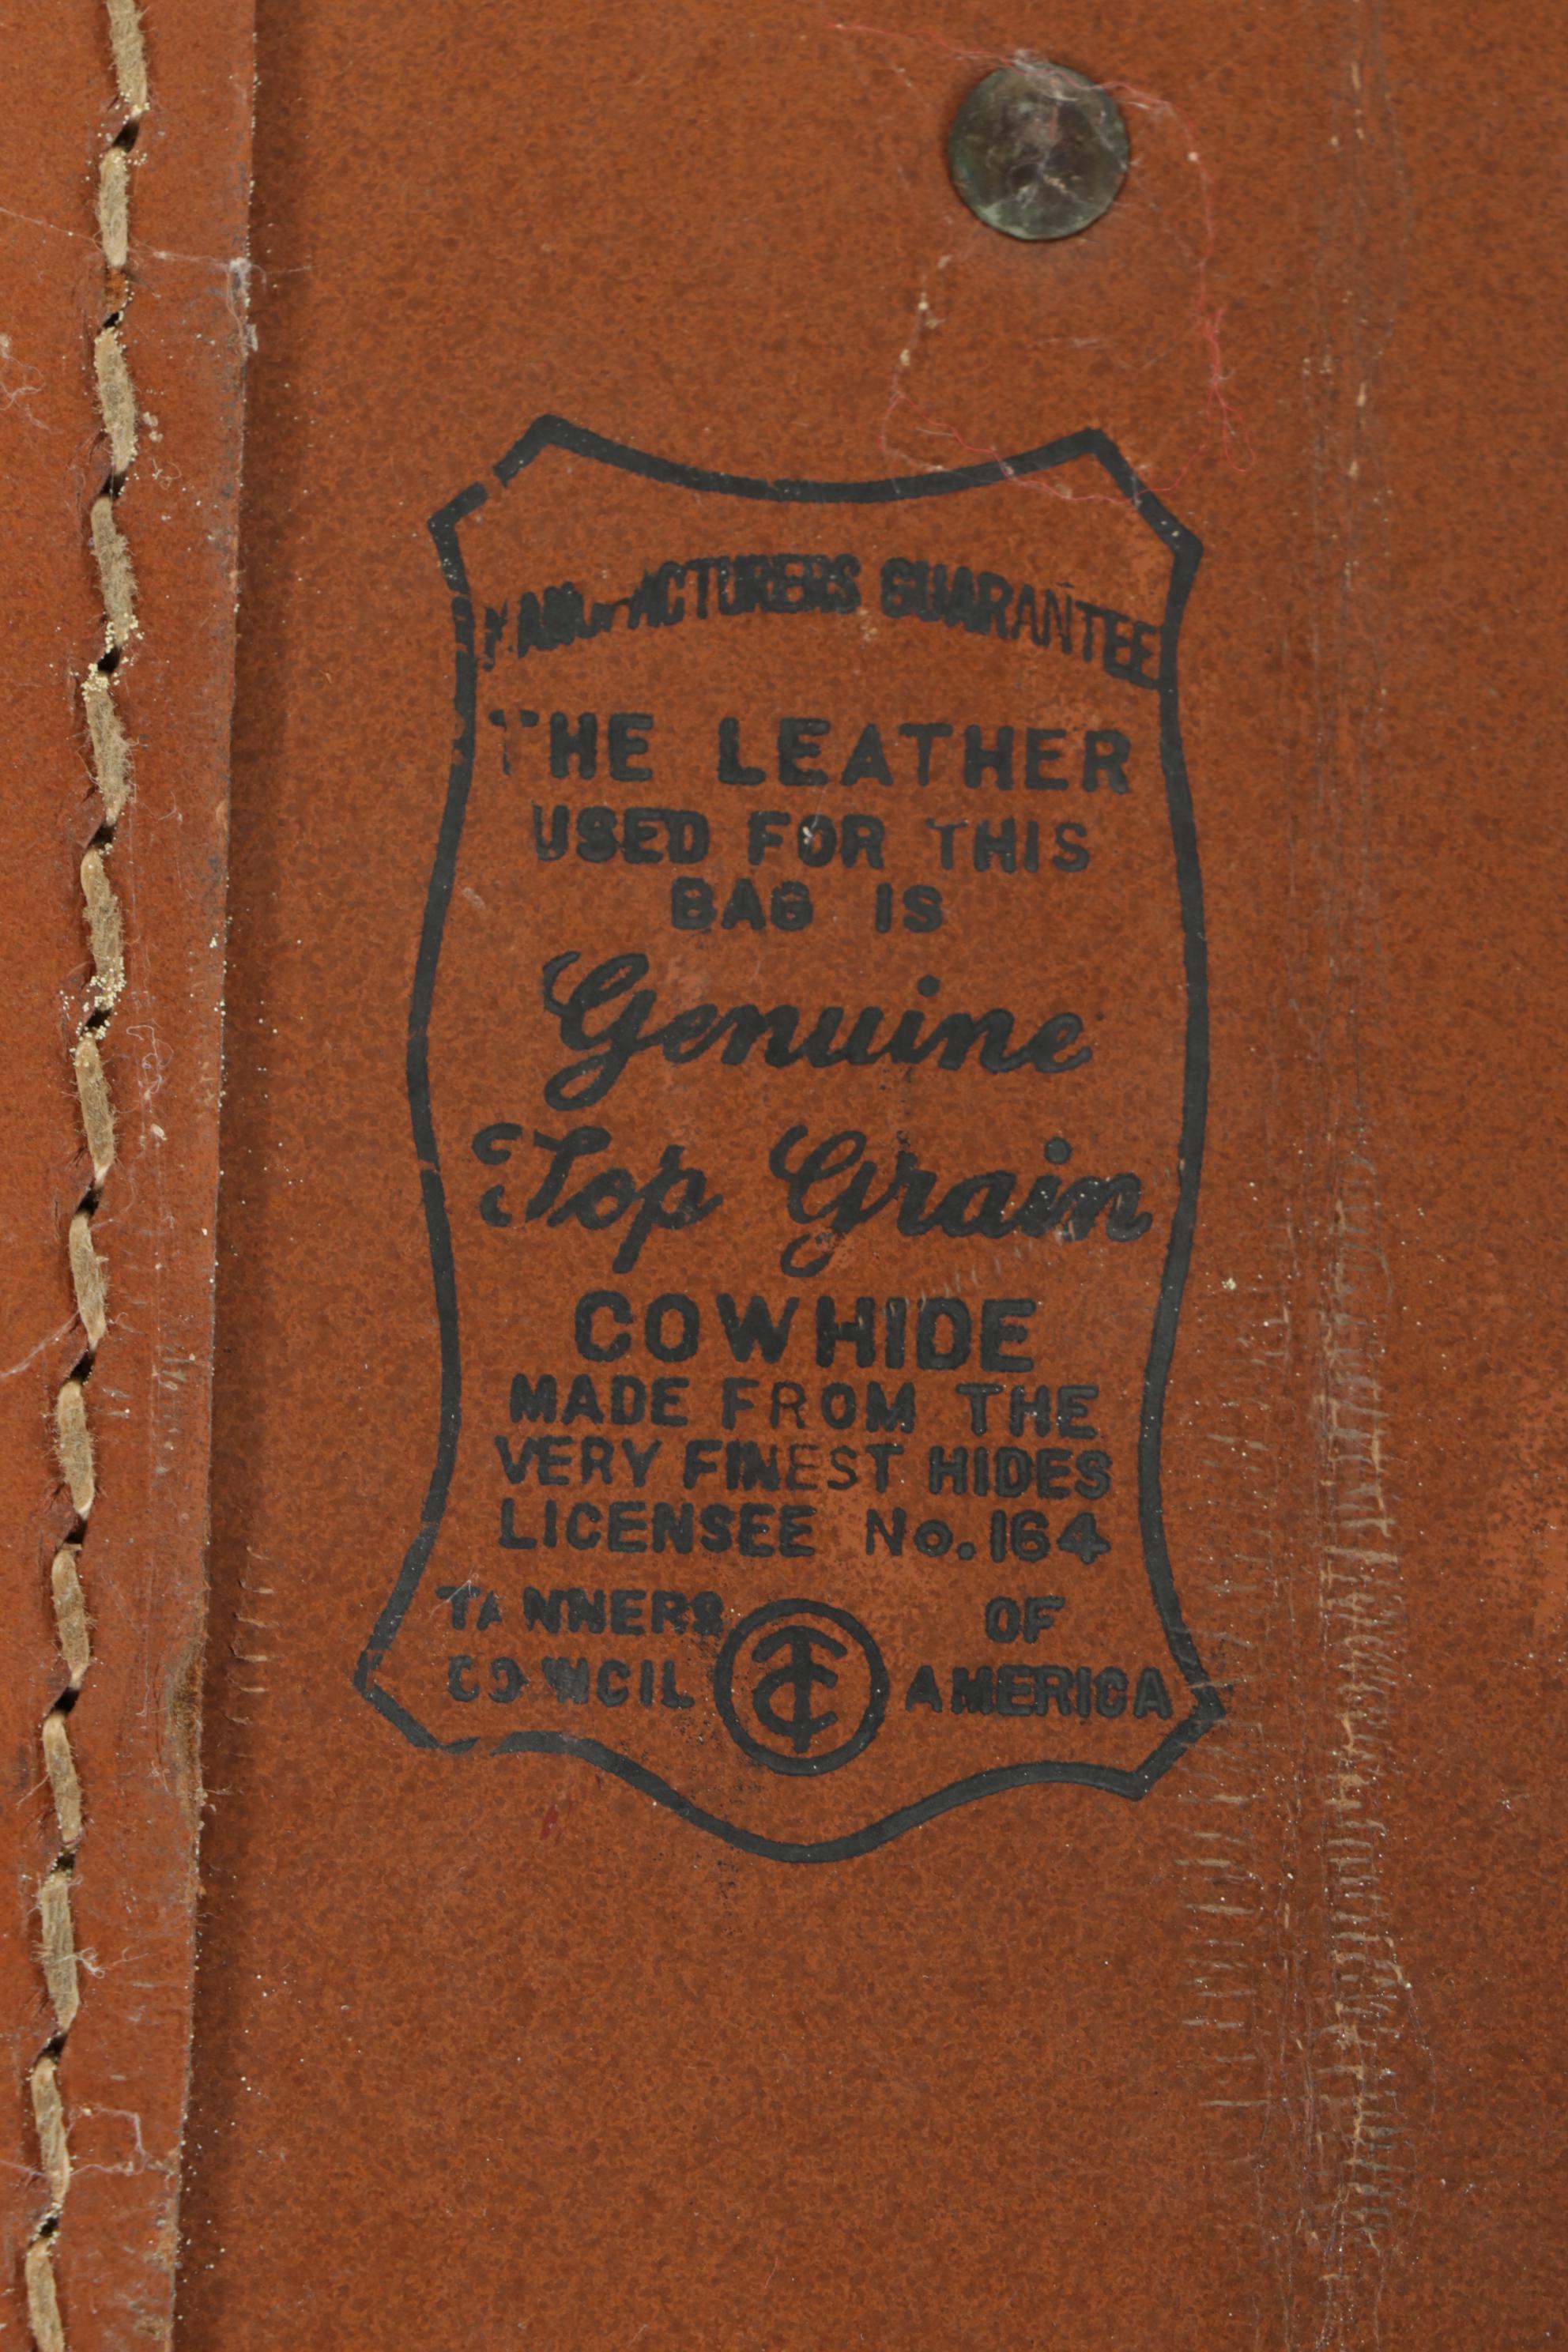 MANUFACTURERS GUARANTEE
THE LEATHER
USED FOR THIS
BAG IS
Genuine
Top Grain
COWHIDE
MADE FROM THE
VERY FINEST HIDES
LICENSEE No. 164
TANNERS COUNCIL TC OF AMERICA